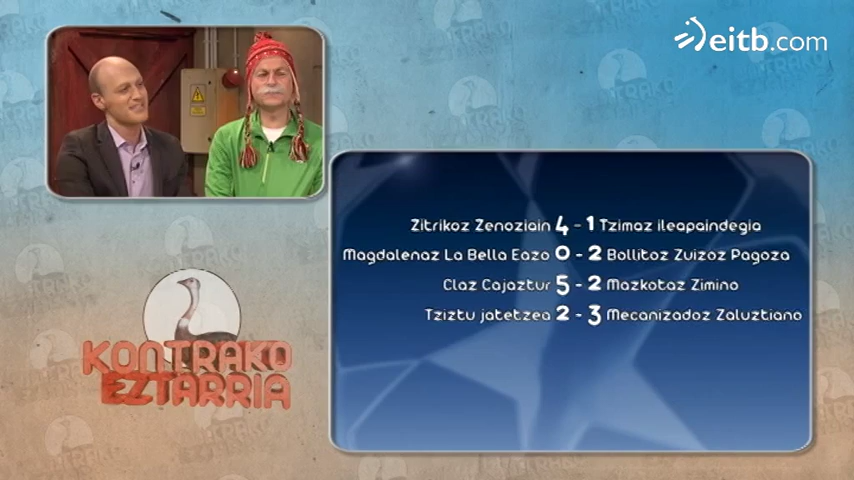 eitb.com
Zitrikoz Zenoziain 4 - 1 Tzimaz ileapaindegia
Magdalenaz La Bella Eazo 0 - 2 Bollitoz Zuizoz Pagoza
Claz Cajaztur 5 - 2 Mazkotaz Zimino
Tziztu jatetzea 2 - 3 Mecanizadoz Zaluztiano
KONTRAKO
EZTARRIA